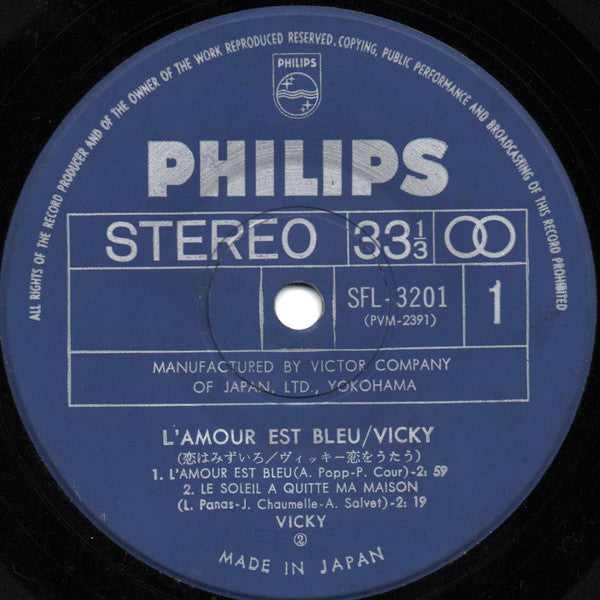 ALL RIGHTS OF THE RECORD PRODUCER AND OF THE OWNER OF THE WORK REPRODUCED RESERVED. COPYING, PUBLIC PERFORMANCE AND BROADCASTING OF THIS RECORD PROHIBITED
PHILIPS
PHILIPS
STEREO 33 1/3
SFL-3201 1
(PVM-2391)
MANUFACTURED BY VICTOR COMPANY
OF JAPAN, LTD., YOKOHAMA
L'AMOUR EST BLEU/VICKY
(恋はみずいろ/ヴィッキー恋をうたう)
1. L'AMOUR EST BLEU(A. Popp-P. Cour)-2: 59
2. LE SOLEIL A QUITTE MA MAISON
(L. Panas-J. Chaumelle-A. Salvet)-2: 19
VICKY
②
MADE IN JAPAN